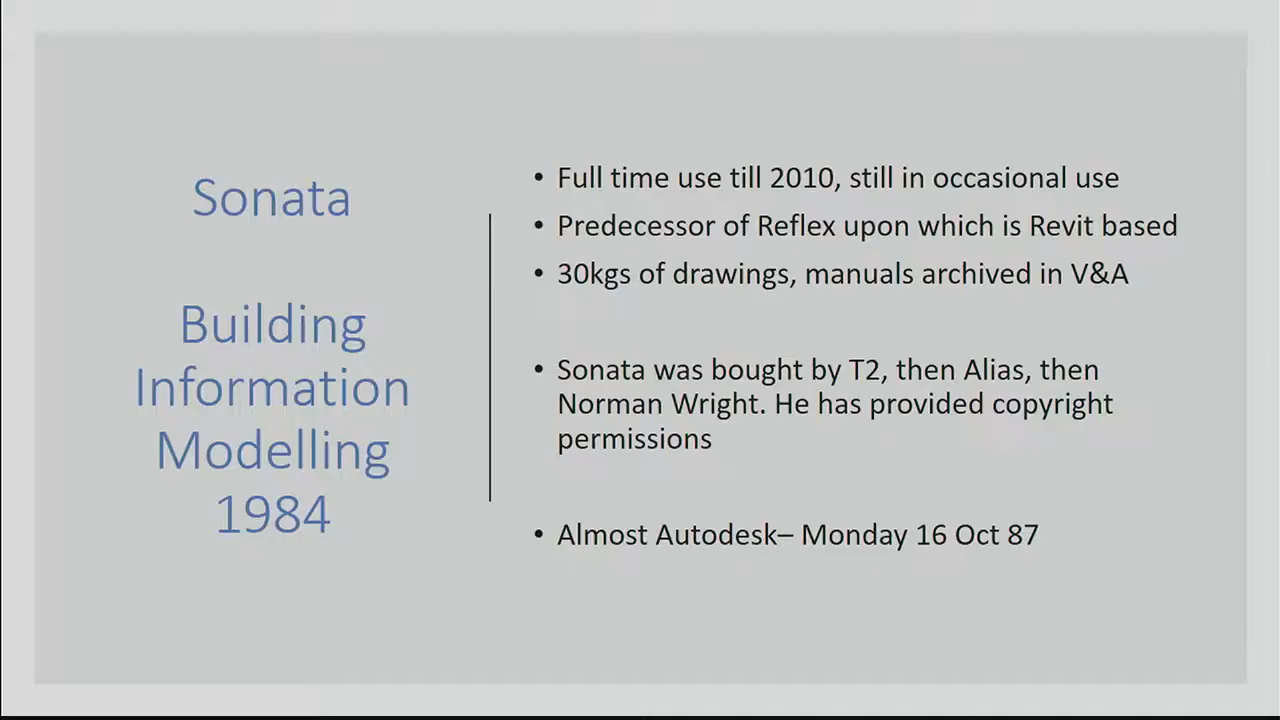 Sonata
Building
Information
Modelling
1984
• Full time use till 2010, still in occasional use
• Predecessor of Reflex upon which is Revit based
• 30kgs of drawings, manuals archived in V&A
• Sonata was bought by T2, then Alias, then
Norman Wright. He has provided copyright
permissions
• Almost Autodesk– Monday 16 Oct 87